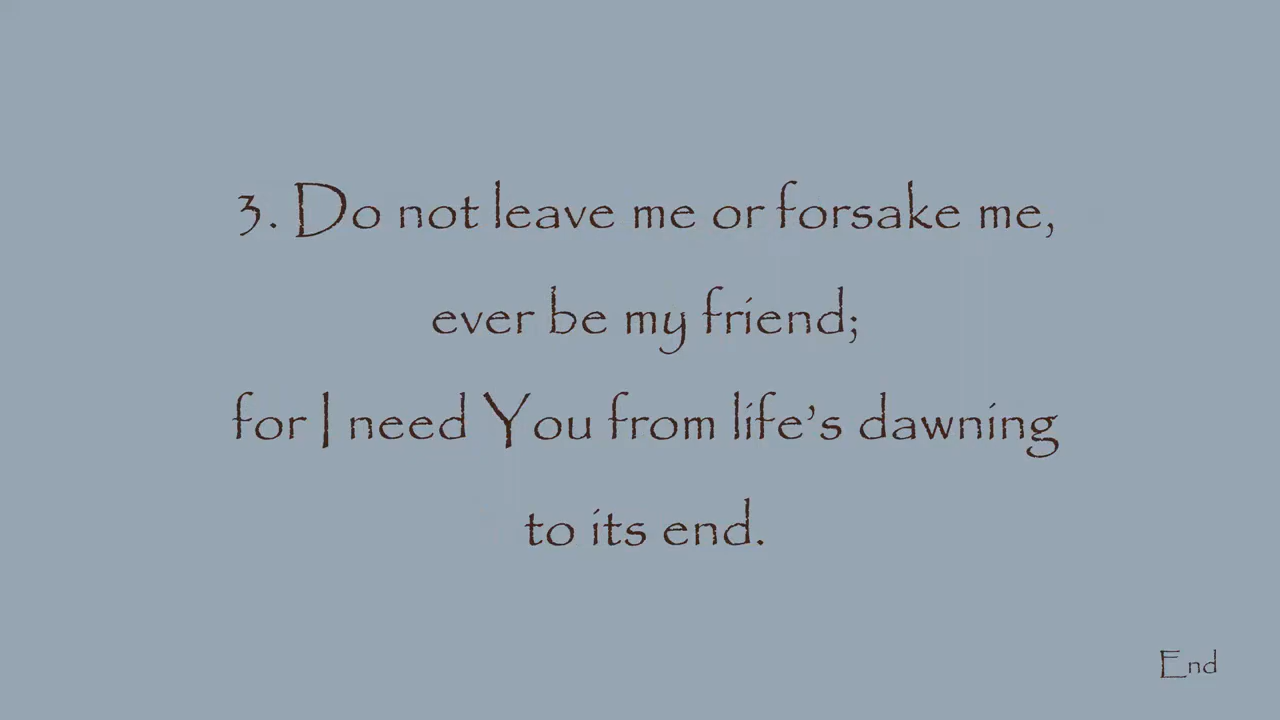 3. Do not leave me or forsake me,
ever be my friend;
for I need You from life’s dawning
to its end.
End